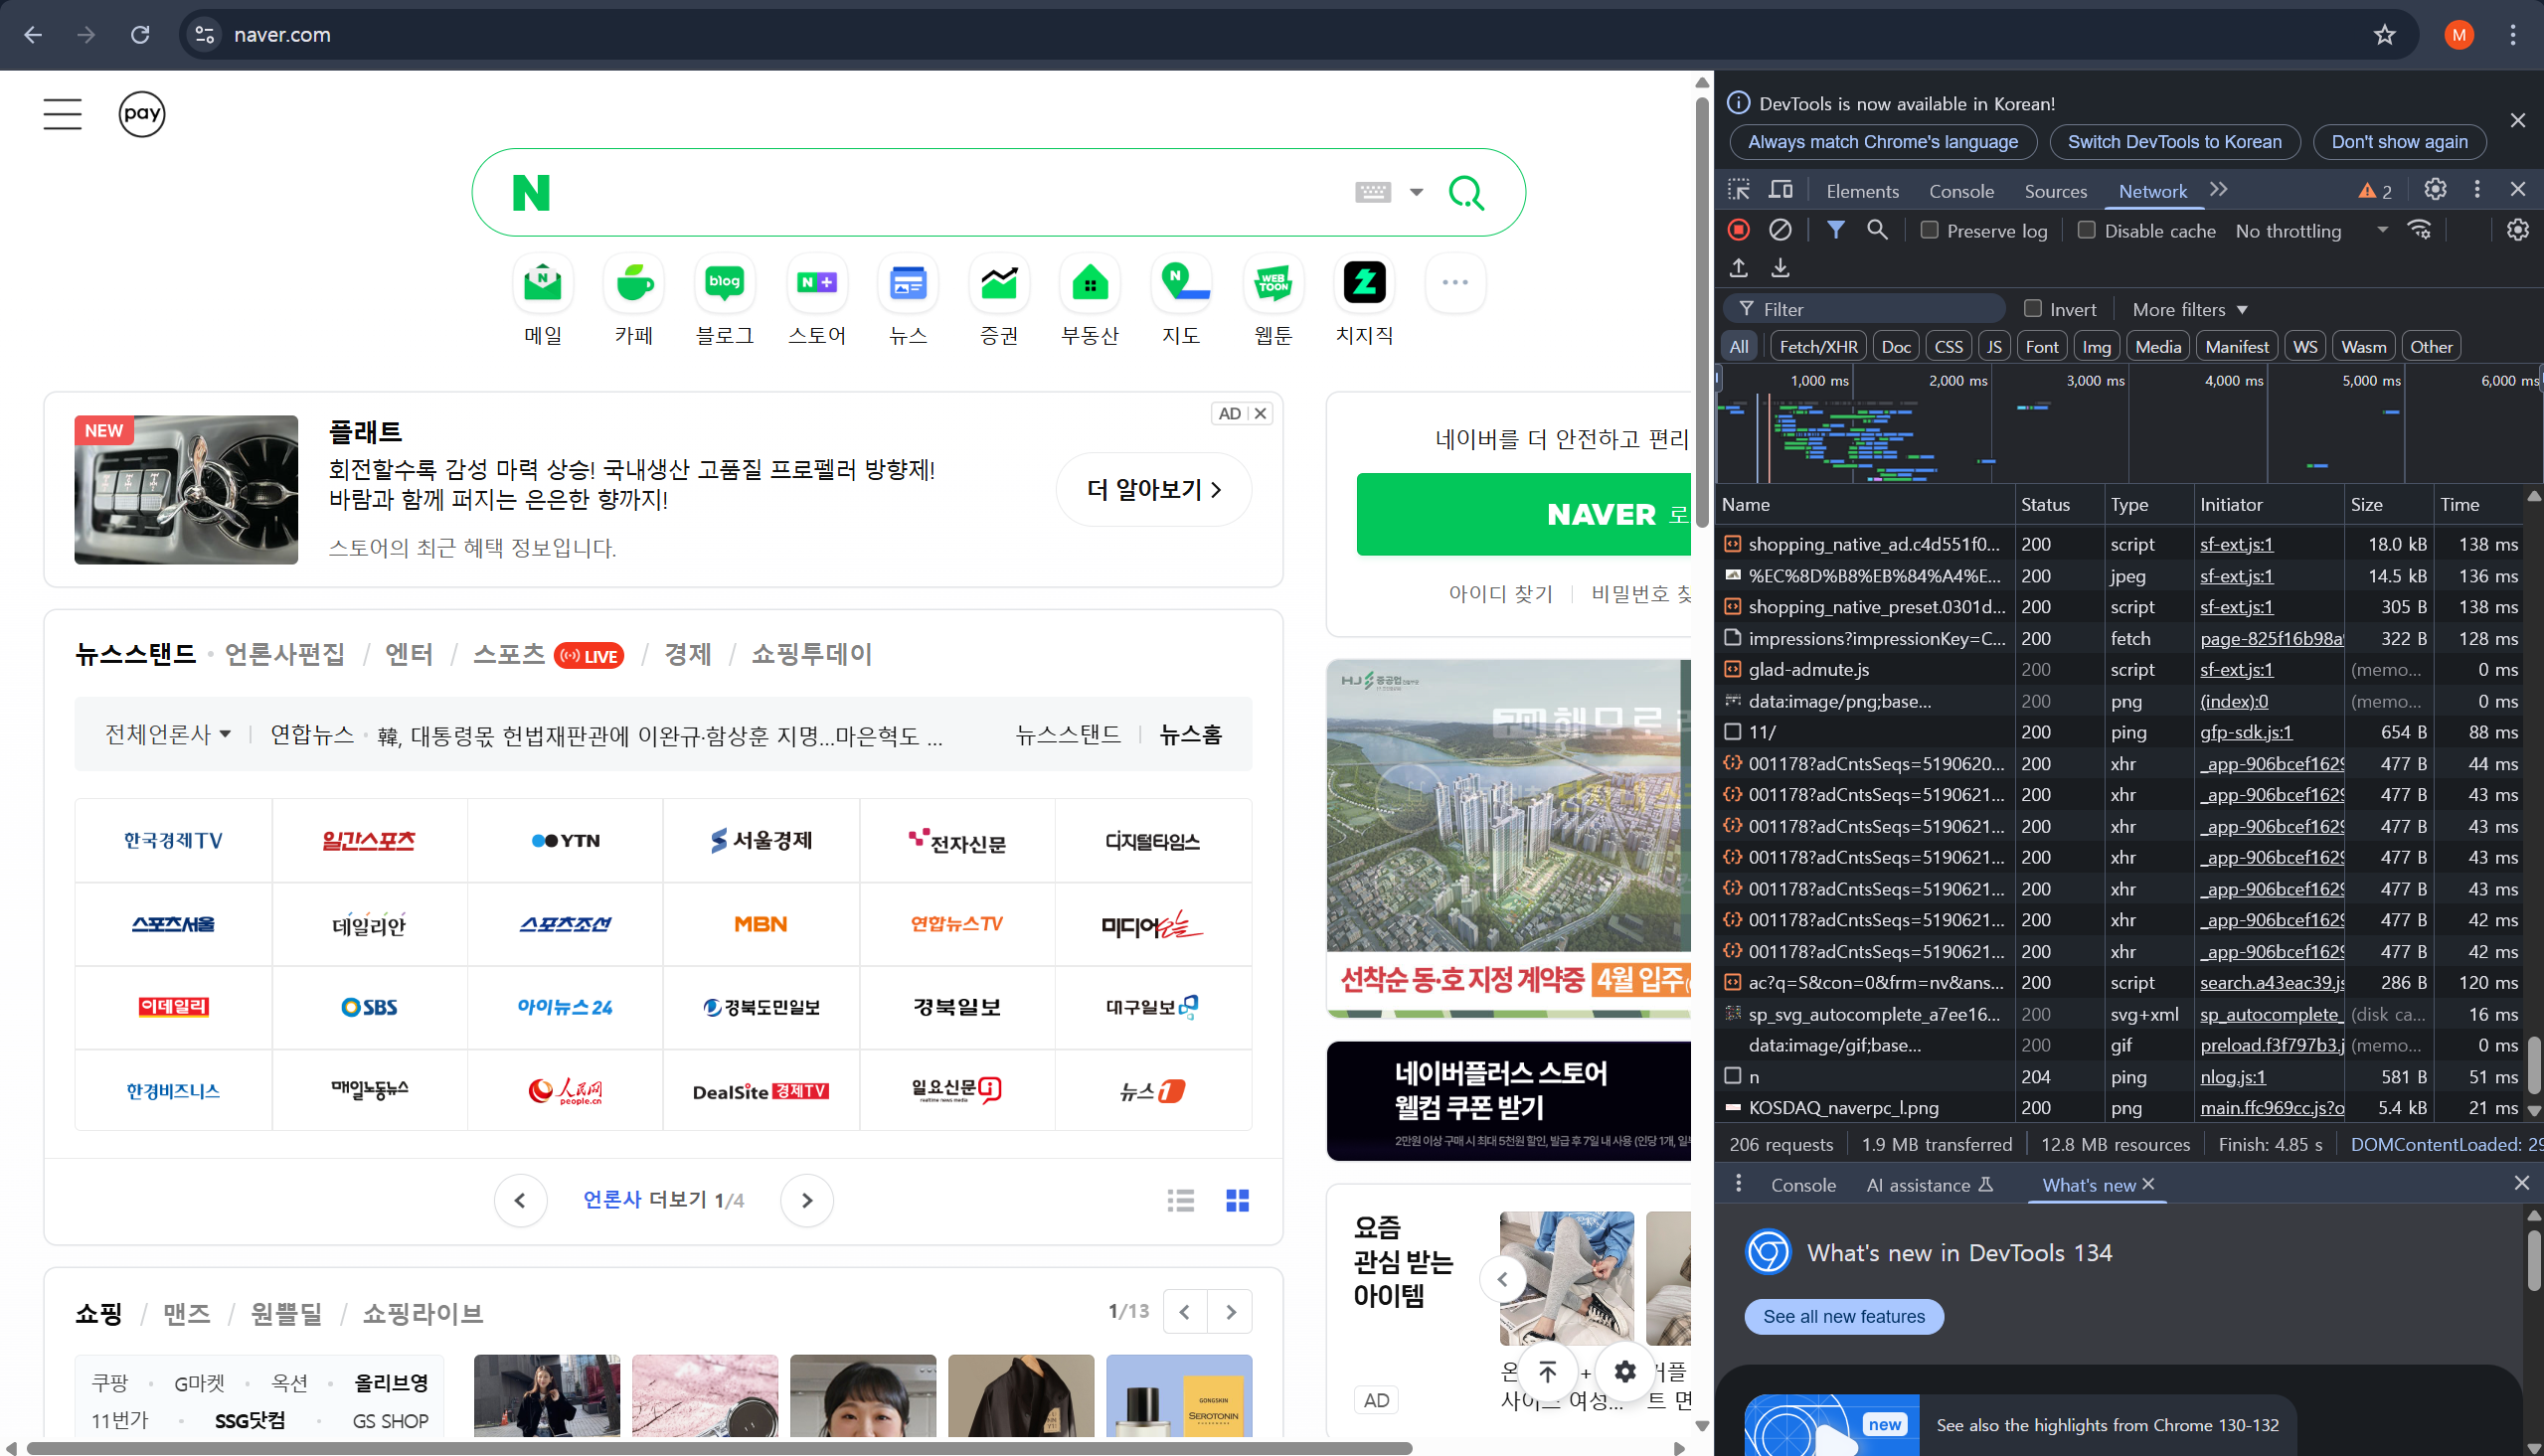 naver.com
M
pay
N
메일
카페
blog
블로그
N+
스토어
뉴스
증권
부동산
N
지도
WEB TOON
웹툰
치지직
AD
NEW
플래트
회전할수록 감성 마력 상승! 국내생산 고품질 프로펠러 방향제!
바람과 함께 퍼지는 은은한 향까지!
스토어의 최근 혜택 정보입니다.
더 알아보기
네이버를 더 안전하고 편리
NAVER 로
아이디 찾기
비밀번호 찾
뉴스스탠드 · 언론사편집 / 엔터 / 스포츠 LIVE / 경제 / 쇼핑투데이
전체언론사
연합뉴스 · 韓, 대통령몫 헌법재판관에 이완규·함상훈 지명...마은혁도 ...
뉴스스탠드
뉴스홈
한국경제TV
일간스포츠
YTN
서울경제
전자신문
디지털타임스
스포츠서울
데일리안
스포츠조선
MBN
연합뉴스TV
미디어오늘
이데일리
SBS
아이뉴스24
경북도민일보
경북일보
대구일보
한경비즈니스
매일노동뉴스
人民网
people.cn
DealSite 경제TV
일요신문
뉴스1
언론사 더보기 1/4
쇼핑 / 맨즈 / 원쁠딜 / 쇼핑라이브
1/13
쿠팡 · G마켓 · 옥션 · 올리브영
11번가 · SSG닷컴 · GS SHOP
GONGSKIN
SEROTONIN
HJ 중공업
구미 해모로
선착순 동·호 지정 계약중 4월 입주
네이버플러스 스토어
웰컴 쿠폰 받기
2만원 이상 구매 시 최대 5천원 할인, 발급 후 7일 내 사용 (인당 1개,
요즘
관심 받는
아이템
AD
여성...
트 면
DevTools is now available in Korean!
Always match Chrome's language
Switch DevTools to Korean
Don't show again
Elements
Console
Sources
Network
2
Preserve log
Disable cache
No throttling
Filter
Invert
More filters
All
Fetch/XHR
Doc
CSS
JS
Font
Img
Media
Manifest
WS
Wasm
Other
1,000 ms
2,000 ms
3,000 ms
4,000 ms
5,000 ms
6,000 ms
Name Status Type Initiator Size Time
shopping_native_ad.c4d551f0... 200 script sf-ext.js:1 18.0 kB 138 ms
%EC%8D%B8%EB%84%A4%E... 200 jpeg sf-ext.js:1 14.5 kB 136 ms
shopping_native_preset.0301d... 200 script sf-ext.js:1 305 B 138 ms
impressions?impressionKey=C... 200 fetch page-825f16b98a 322 B 128 ms
glad-admute.js 200 script sf-ext.js:1 (memo... 0 ms
data:image/png;base... 200 png (index):0 (memo... 0 ms
11/ 200 ping gfp-sdk.js:1 654 B 88 ms
001178?adCntsSeqs=5190620... 200 xhr _app-906bcef1629 477 B 44 ms
001178?adCntsSeqs=5190621... 200 xhr _app-906bcef1629 477 B 43 ms
001178?adCntsSeqs=5190621... 200 xhr _app-906bcef1629 477 B 43 ms
001178?adCntsSeqs=5190621... 200 xhr _app-906bcef1629 477 B 43 ms
001178?adCntsSeqs=5190621... 200 xhr _app-906bcef1629 477 B 43 ms
001178?adCntsSeqs=5190621... 200 xhr _app-906bcef1629 477 B 42 ms
001178?adCntsSeqs=5190621... 200 xhr _app-906bcef1629 477 B 42 ms
ac?q=S&con=0&frm=nv&ans... 200 script search.a43eac39.js 286 B 120 ms
sp_svg_autocomplete_a7ee16... 200 svg+xml sp_autocomplete_ (disk ca... 16 ms
data:image/gif;base... 200 gif preload.f3f797b3.j (memo... 0 ms
n 204 ping nlog.js:1 581 B 51 ms
KOSDAQ_naverpc_l.png 200 png main.ffc969cc.js?o 5.4 kB 21 ms
206 requests
1.9 MB transferred
12.8 MB resources
Finish: 4.85 s
DOMContentLoaded: 29
Console
AI assistance
What's new
What's new in DevTools 134
See all new features
new
See also the highlights from Chrome 130-132